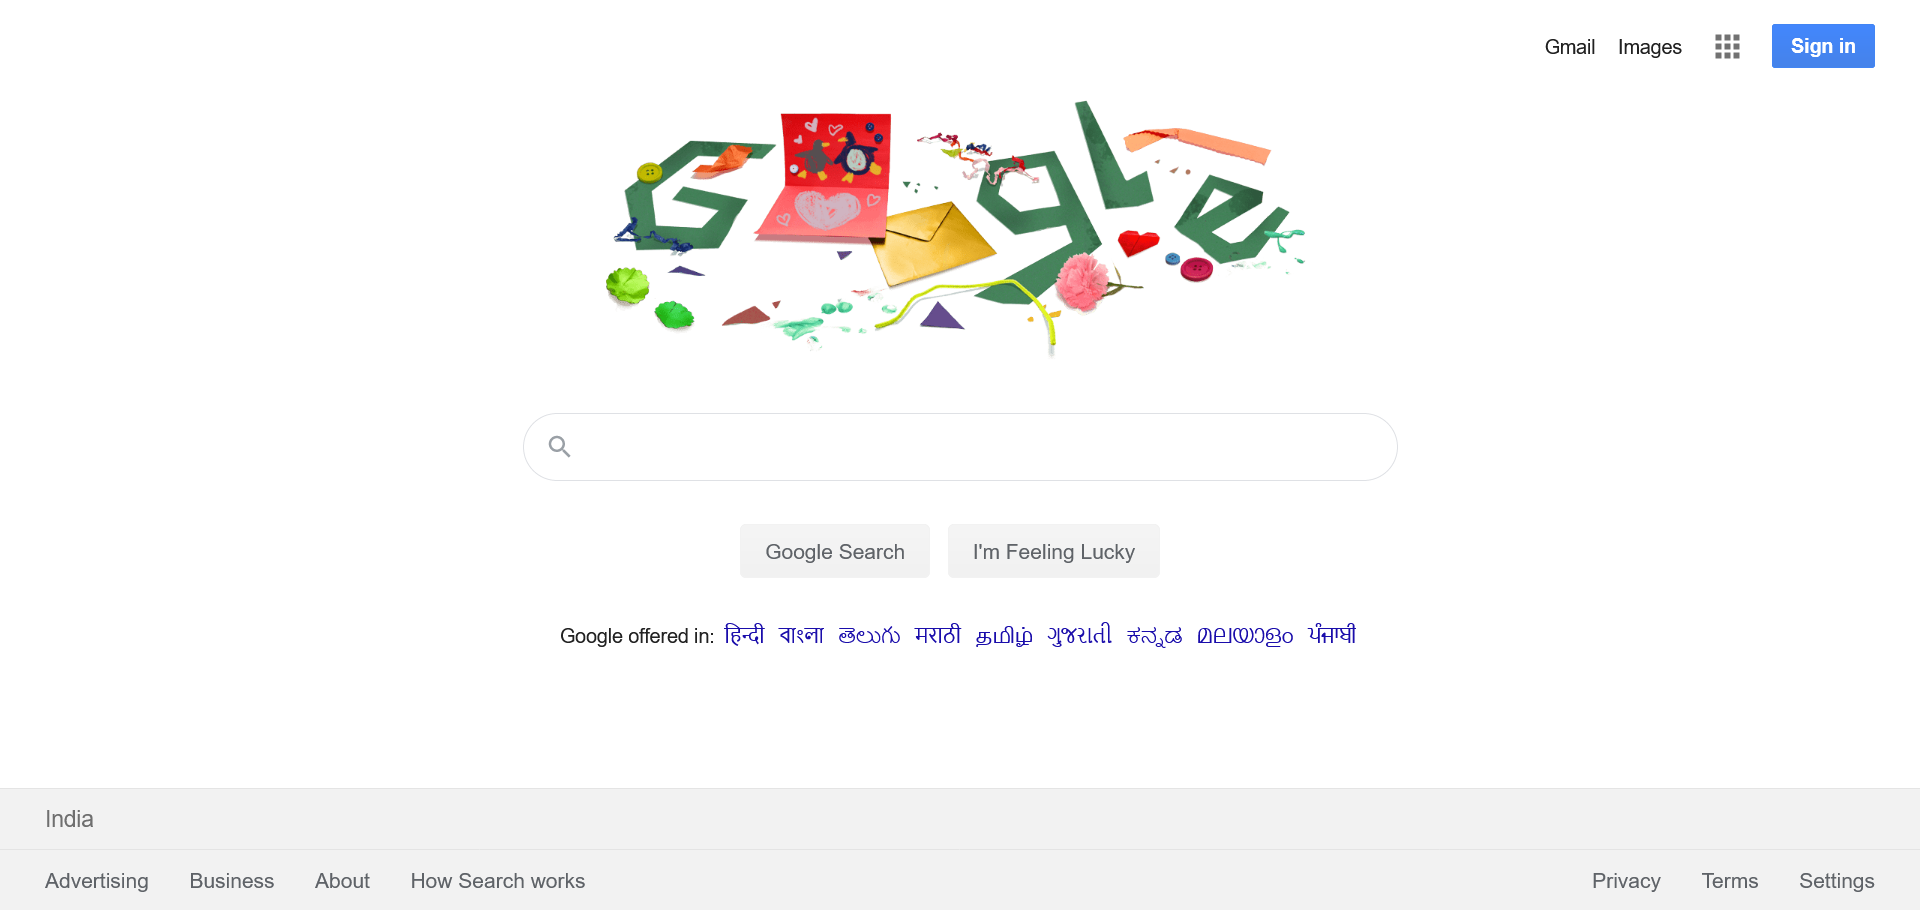 Gmail Images Sign in
Google
Google Search I'm Feeling Lucky
Google offered in: हिन्दी বাংলা తెలుగు मराठी தமிழ் ગુજરાતી ಕನ್ನಡ മലയാളം ਪੰਜਾਬੀ
India
Advertising Business About How Search works Privacy Terms Settings